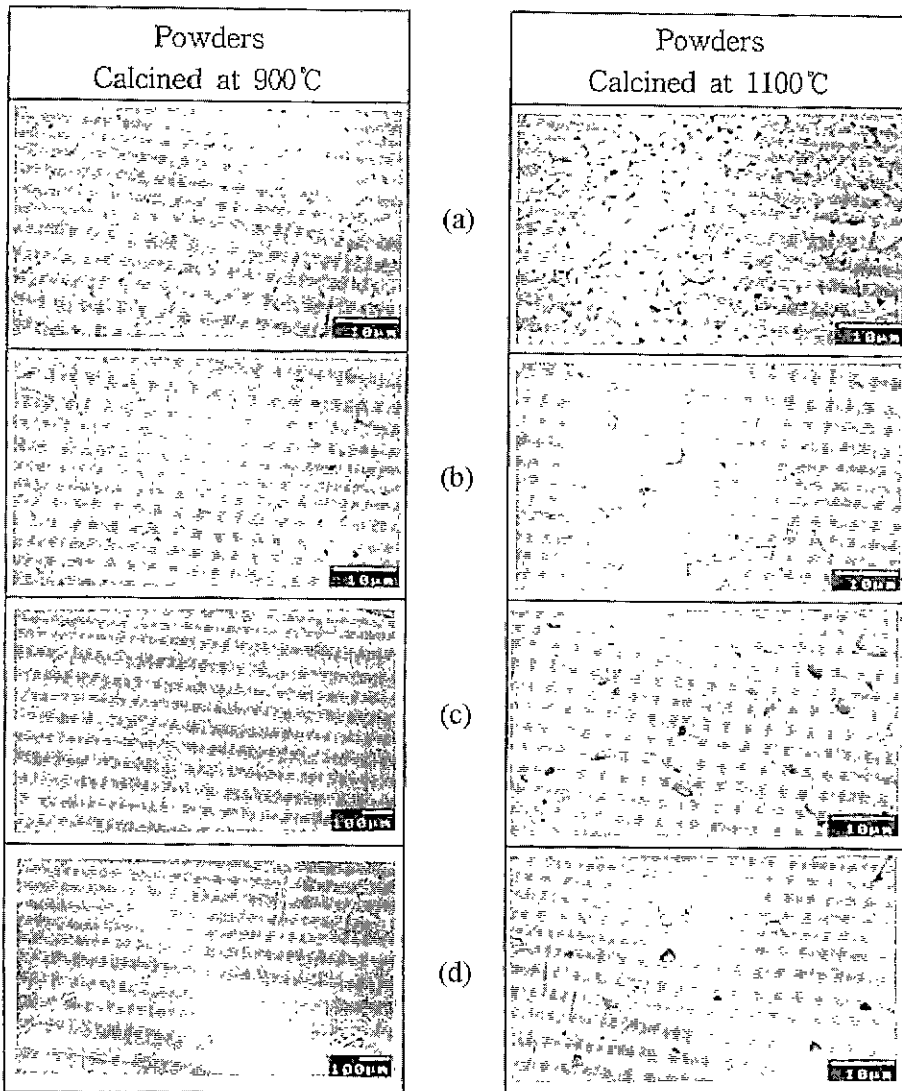 Powders
Calcined at 900℃
Powders
Calcined at 1100℃
10μm
(a)
10μm
10μm
(b)
10μm
100μm
(c)
10μm
100μm
(d)
10μm